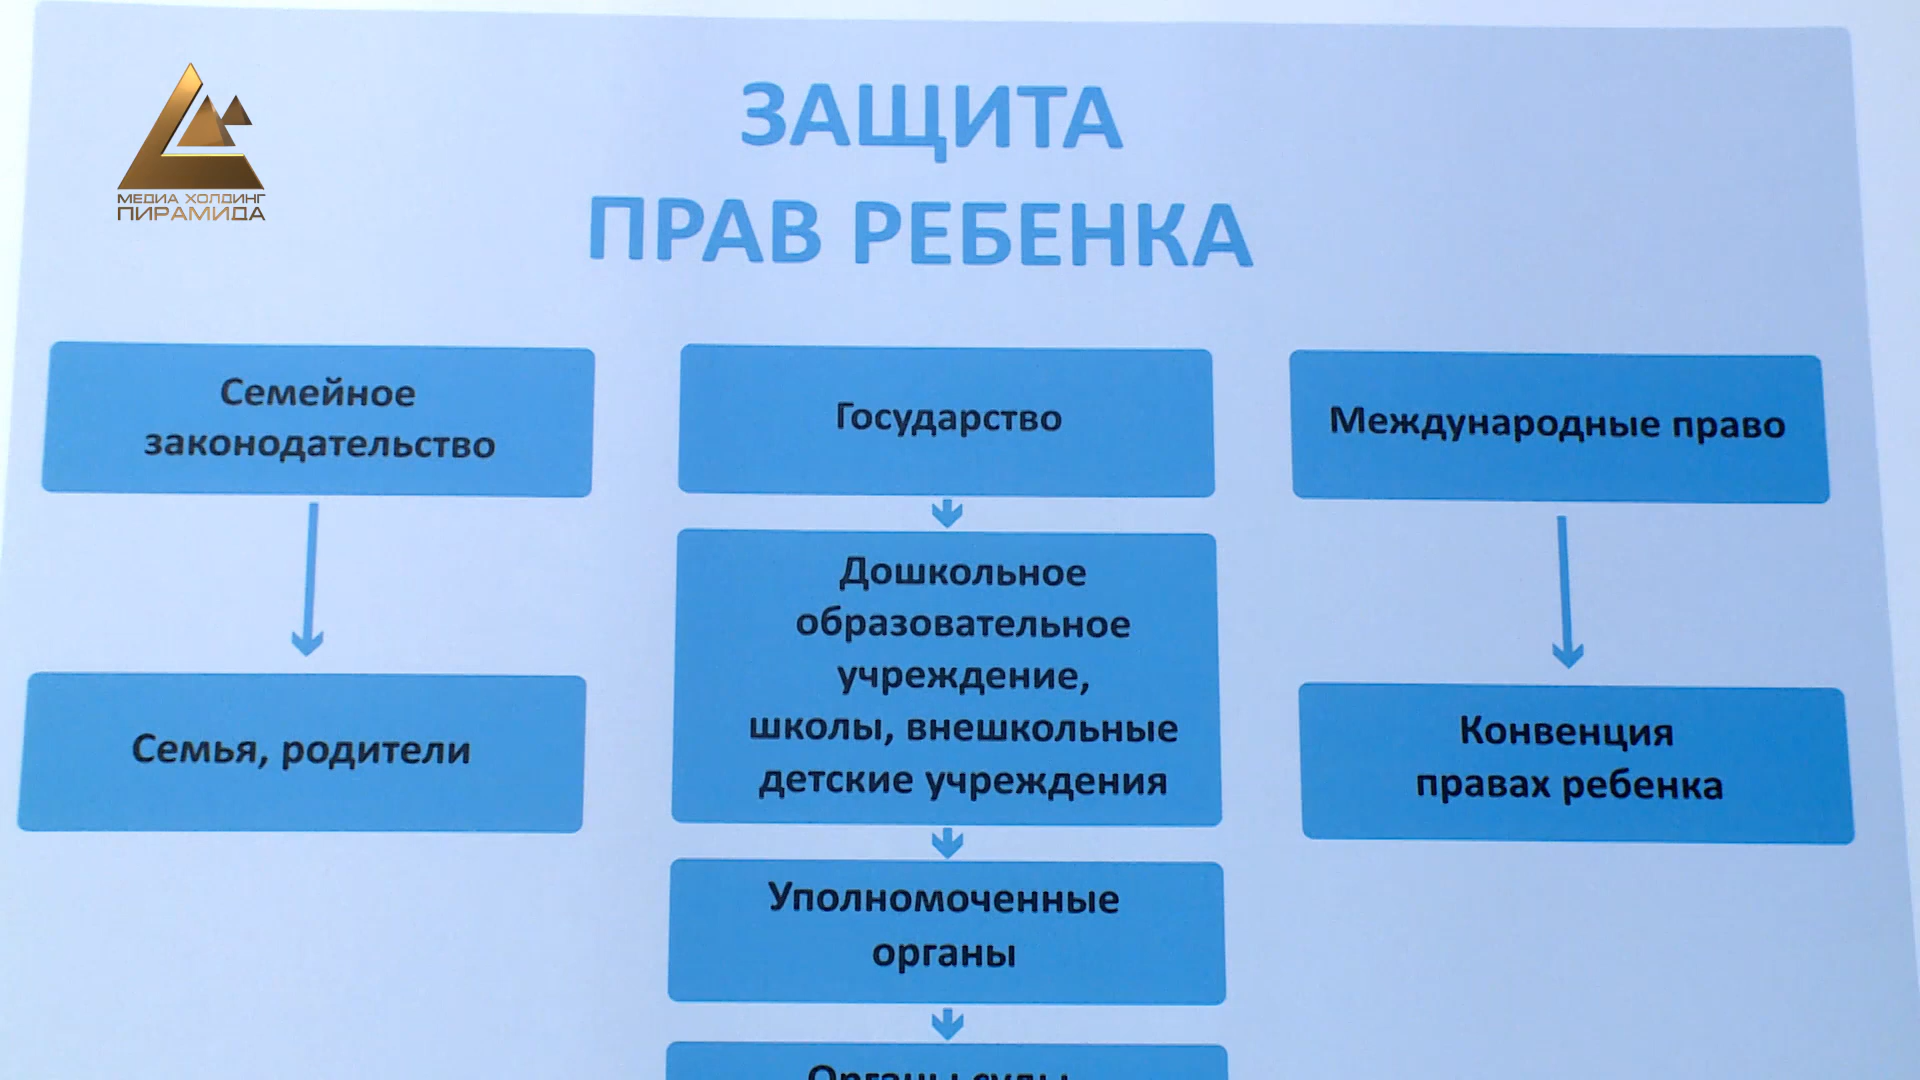 МЕДИА ХОЛДИНГ
ПИРАМИДА
ЗАЩИТА
ПРАВ РЕБЕНКА
Семейное
законодательство
Государство
Международные право
Дошкольное
образовательное
учреждение,
школы, внешкольные
детские учреждения
Семья, родители
Конвенция
правах ребенка
Уполномоченные
органы
Органы